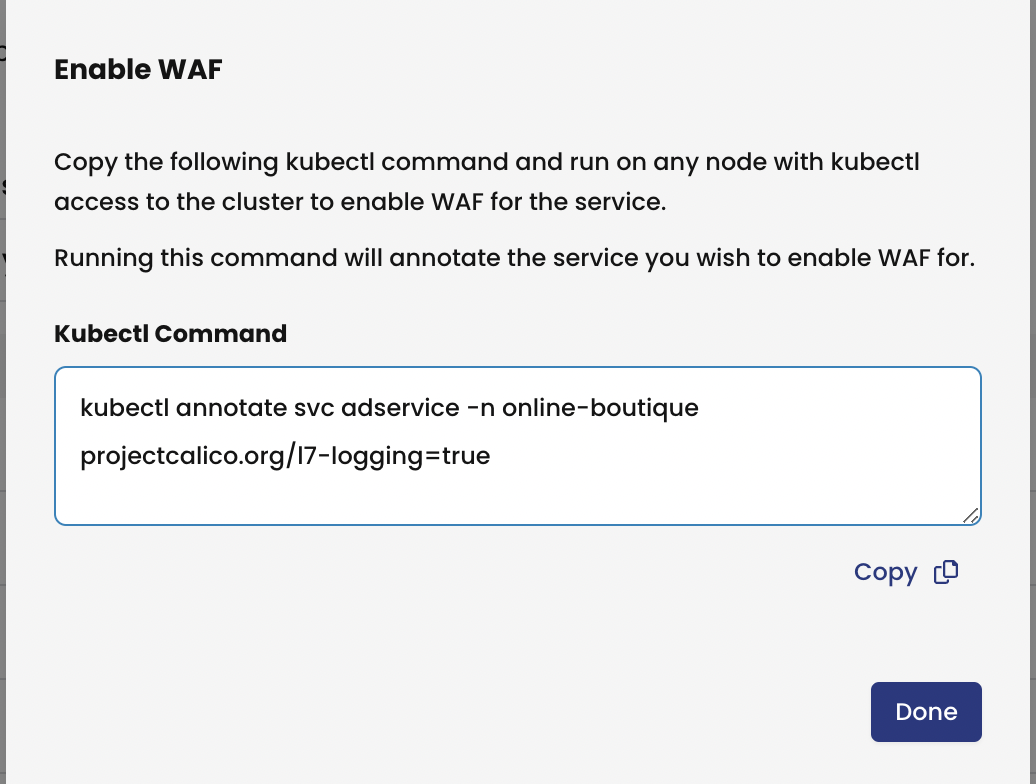 Enable WAF
Copy the following kubectl command and run on any node with kubectl
access to the cluster to enable WAF for the service.
Running this command will annotate the service you wish to enable WAF for.
Kubectl Command
kubectl annotate svc adservice -n online-boutique
projectcalico.org/l7-logging=true
Copy
Done